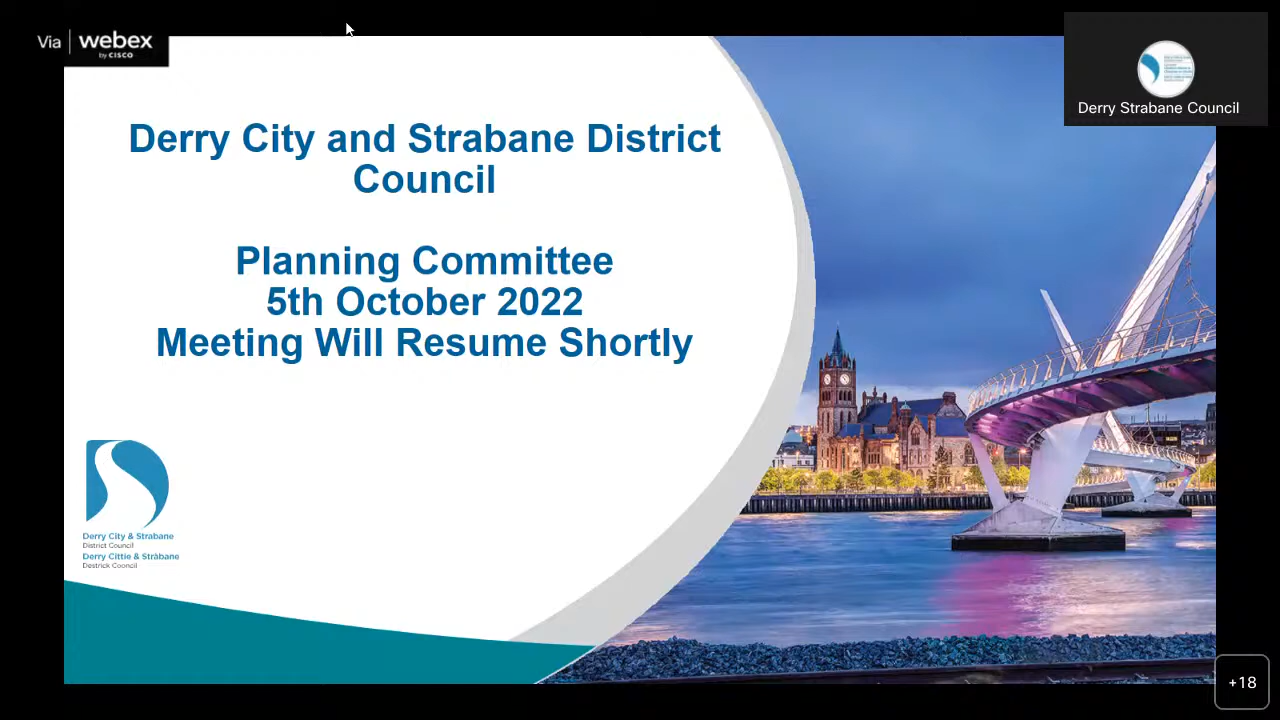 Via webex
by CISCO
Derry Strabane Council
Derry City and Strabane District
Council
Planning Committee
5th October 2022
Meeting Will Resume Shortly
Derry City & Strabane
District Council
Derry Cittie & Stràbane
Destrick Cooncil
+18